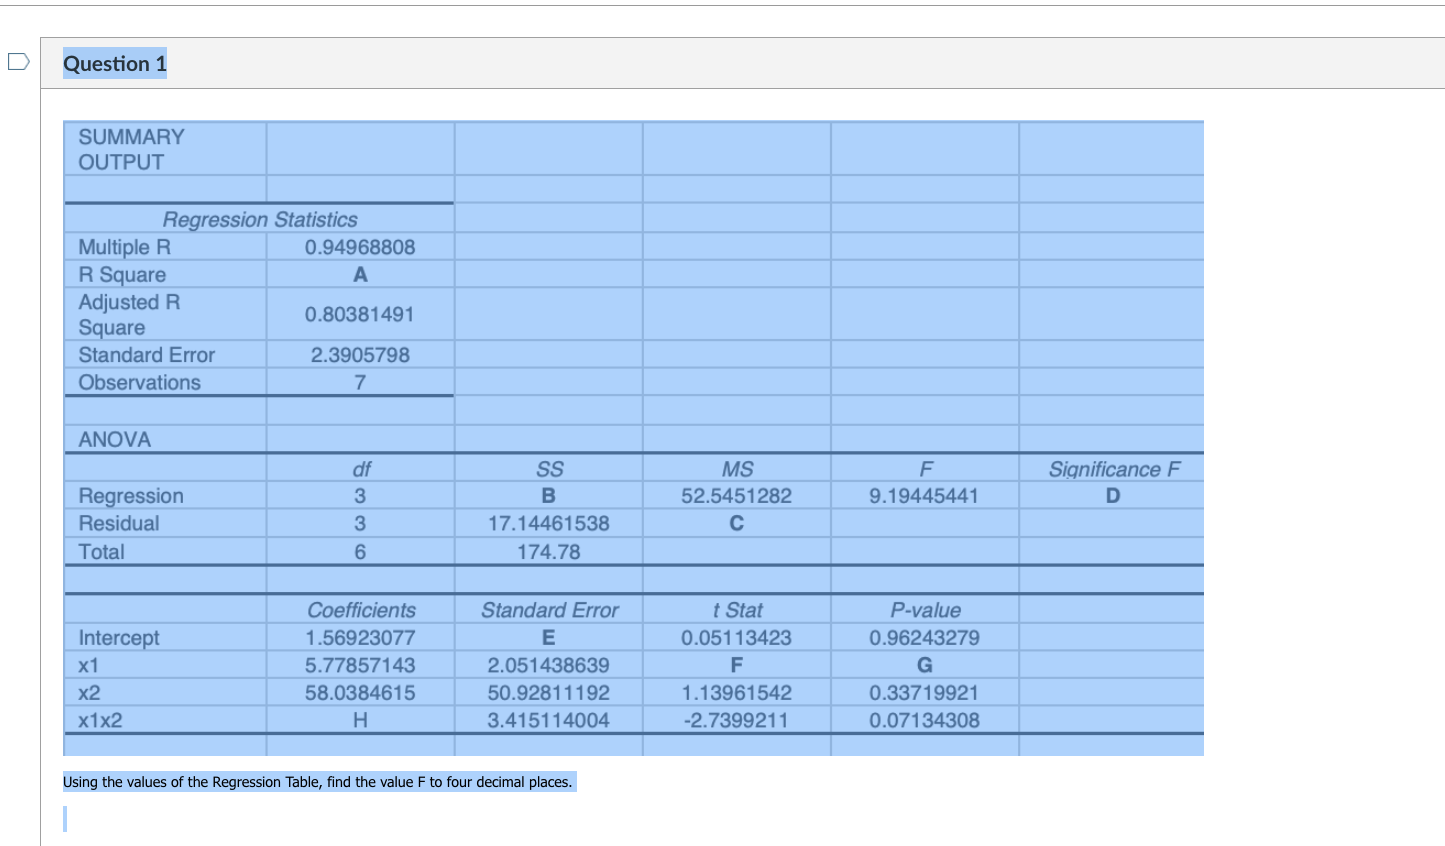 Question 1
SUMMARY
OUTPUT
Regression Statistics
Multiple R 0.94968808
R Square A
Adjusted R
Square 0.80381491
Standard Error 2.3905798
Observations 7
ANOVA
df SS MS F Significance F
Regression 3 B 52.5451282 9.19445441 D
Residual 3 17.14461538 C
Total 6 174.78
Coefficients Standard Error t Stat P-value
Intercept 1.56923077 E 0.05113423 0.96243279
x1 5.77857143 2.051438639 F G
x2 58.0384615 50.92811192 1.13961542 0.33719921
x1x2 H 3.415114004 -2.7399211 0.07134308
Using the values of the Regression Table, find the value F to four decimal places.